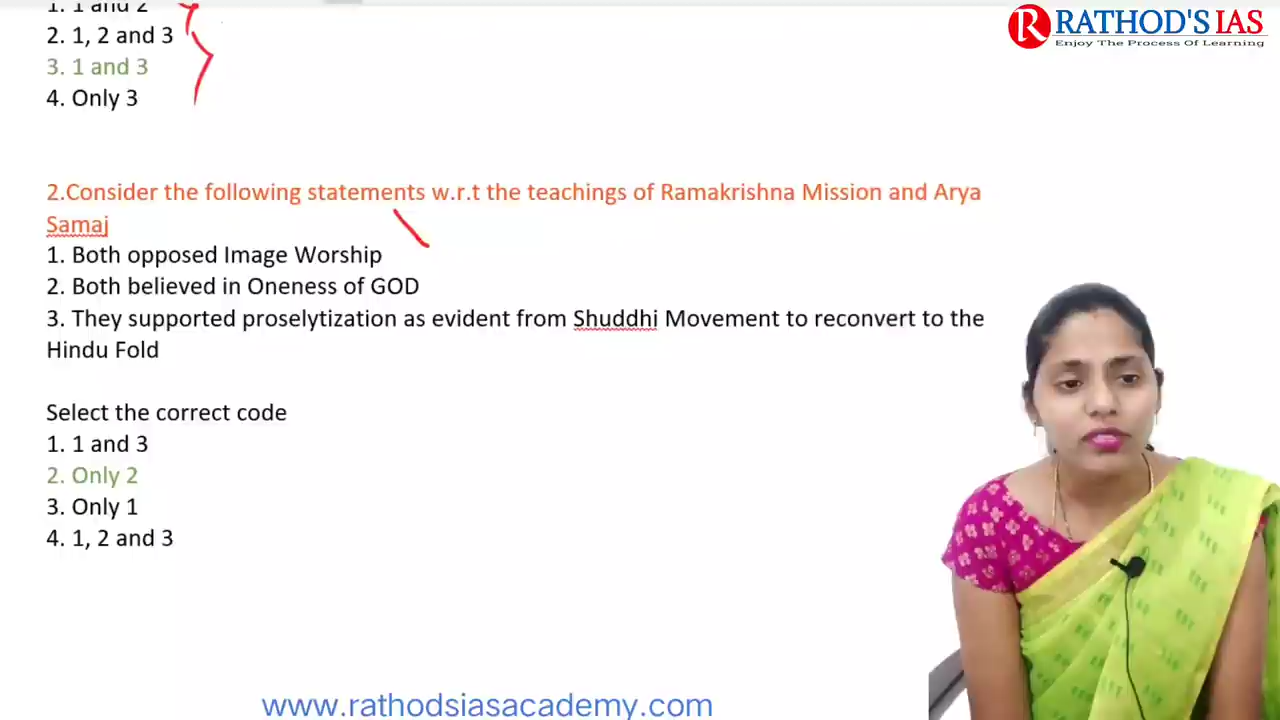 1. 1 and 2
2. 1, 2 and 3
3. 1 and 3
4. Only 3
R RATHOD'S IAS
Enjoy The Process Of Learning
2.Consider the following statements w.r.t the teachings of Ramakrishna Mission and Arya
Samaj
1. Both opposed Image Worship
2. Both believed in Oneness of GOD
3. They supported proselytization as evident from Shuddhi Movement to reconvert to the
Hindu Fold
Select the correct code
1. 1 and 3
2. Only 2
3. Only 1
4. 1, 2 and 3
www.rathodsiasacademy.com